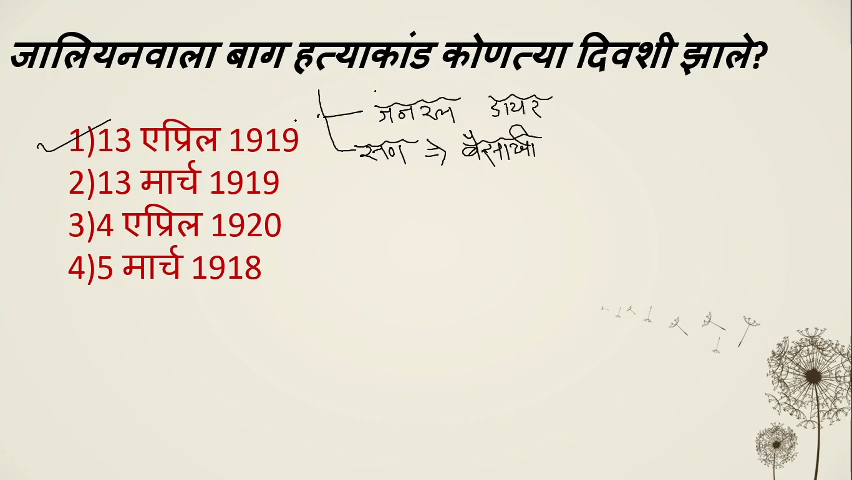 जालियनवाला बाग हत्याकांड कोणत्या दिवशी झाले?
जनरल डायर
1)13 एप्रिल 1919
सण ⇒ बैसाखी
2)13 मार्च 1919
3)4 एप्रिल 1920
4)5 मार्च 1918